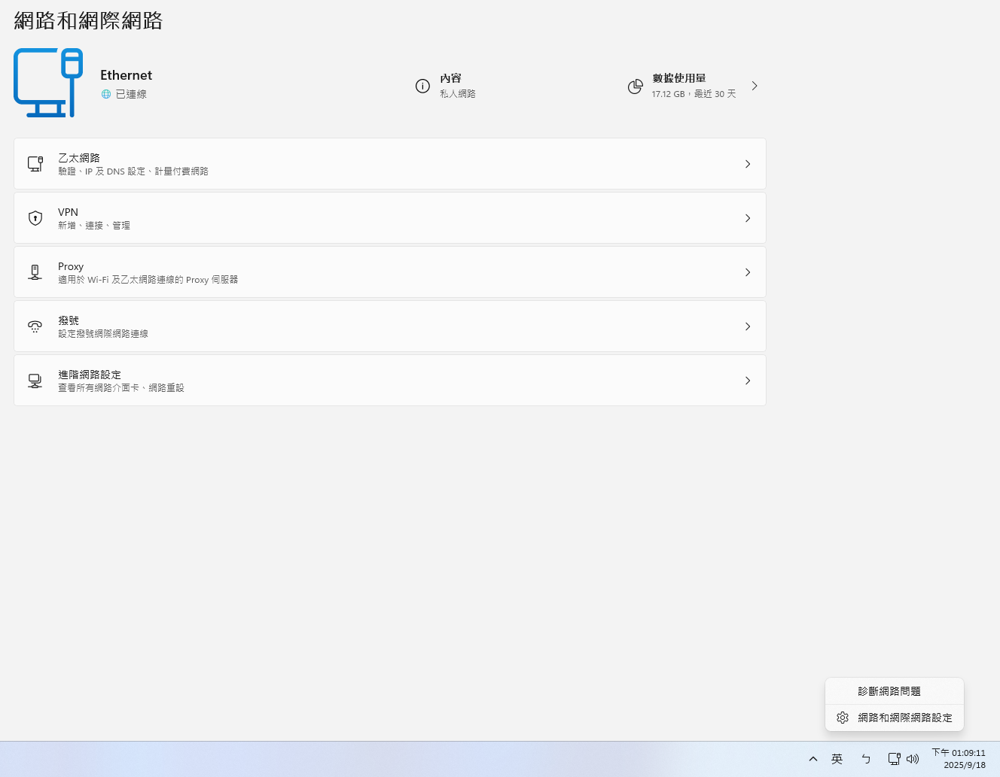 網路和網際網路
Ethernet
已連線
內容
私人網路
數據使用量
17.12 GB，最近 30 天
乙太網路
驗證、IP 及 DNS 設定、計量付費網路
VPN
新增、連接、管理
Proxy
適用於 Wi-Fi 及乙太網路連線的 Proxy 伺服器
撥號
設定撥號網際網路連線
進階網路設定
查看所有網路介面卡、網路重設
診斷網路問題
網路和網際網路設定
英
ㄅ
下午 01:09:11
2025/9/18